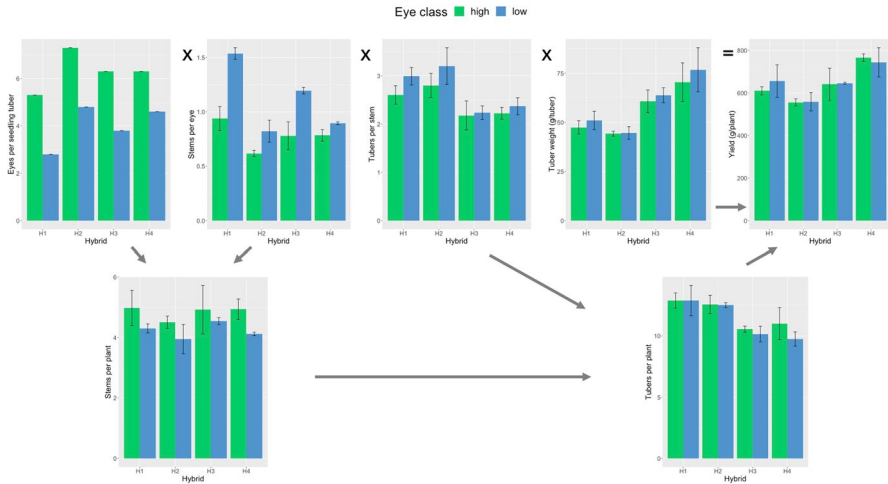 Eye class high low
Eyes per seeding tuber
6
4
2
0
H1 H2 H3 H4
Hybrid
X
Stems per eye
1.5
1.0
0.5
0.0
H1 H2 H3 H4
Hybrid
X
Tubers per stem
3
2
1
0
H1 H2 H3 H4
Hybrid
X
Tuber weight (g/tuber)
75
50
25
0
H1 H2 H3 H4
Hybrid
=
Yield (g/plant)
800
600
400
200
0
H1 H2 H3 H4
Hybrid
Stems per plant
6
4
2
0
H1 H2 H3 H4
Hybrid
Tubers per plant
10
5
0
H1 H2 H3 H4
Hybrid